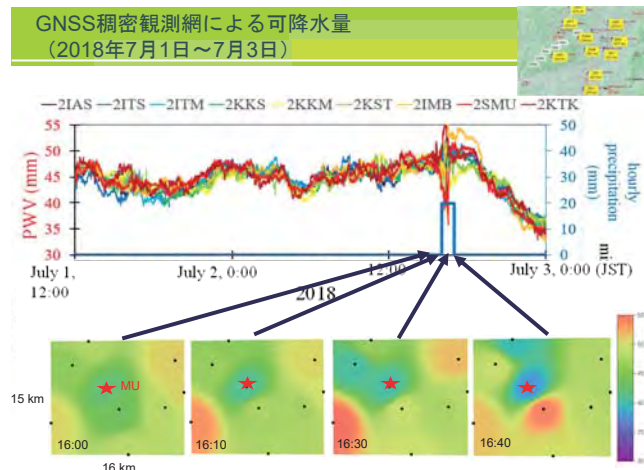 GNSS稠密観測網による可降水量
（2018年7月1日～7月3日）
2IAS 2ITS 2ITM 2KKS 2KKM 2KST 2IMB 2SMU 2KTK
55
50
45
40
35
30
PWV (mm)
50
40
30
20
10
0
hourly
precipitation
(mm)
July 1,
12:00
July 2, 0:00
12:00
July 3, 0:00 (JST)
2018
MU
15 km
16:00
16:10
16:30
16:40
16 km